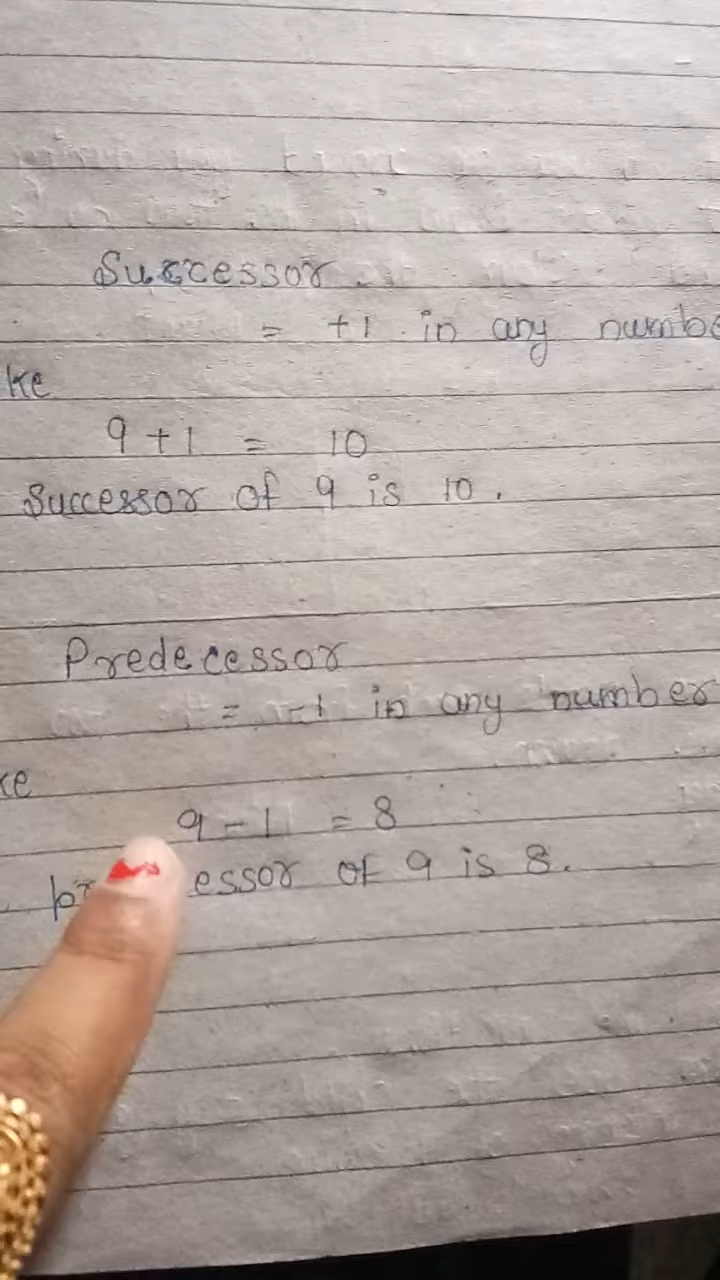 Successor
= +1 in any numbe
ke
9 + 1 = 10
Successor of 9 is 10.
Predecessor
= -1 in any number
ke
9 - 1 = 8
essor of 9 is 8.